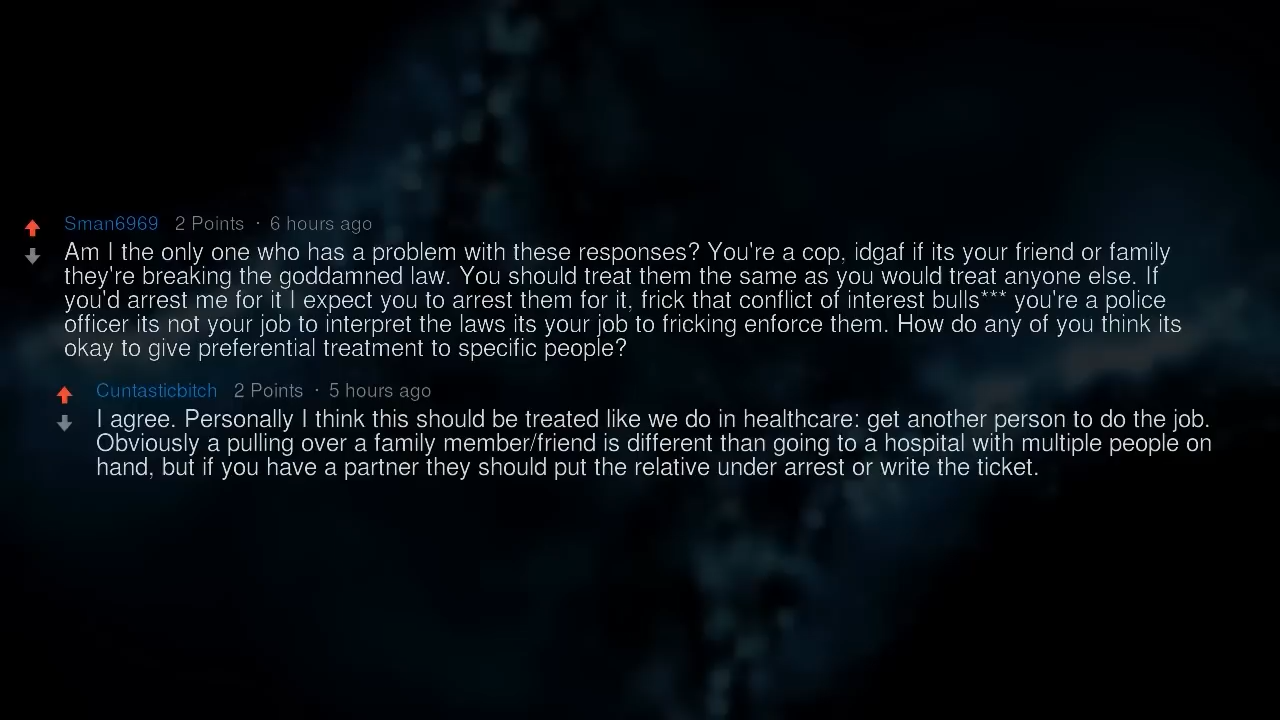 Sman6969 2 Points · 6 hours ago
Am I the only one who has a problem with these responses? You're a cop, idgaf if its your friend or family
they're breaking the goddamned law. You should treat them the same as you would treat anyone else. If
you'd arrest me for it I expect you to arrest them for it, frick that conflict of interest bulls*** you're a police
officer its not your job to interpret the laws its your job to fricking enforce them. How do any of you think its
okay to give preferential treatment to specific people?
Cuntasticbitch 2 Points · 5 hours ago
I agree. Personally I think this should be treated like we do in healthcare: get another person to do the job.
Obviously a pulling over a family member/friend is different than going to a hospital with multiple people on
hand, but if you have a partner they should put the relative under arrest or write the ticket.